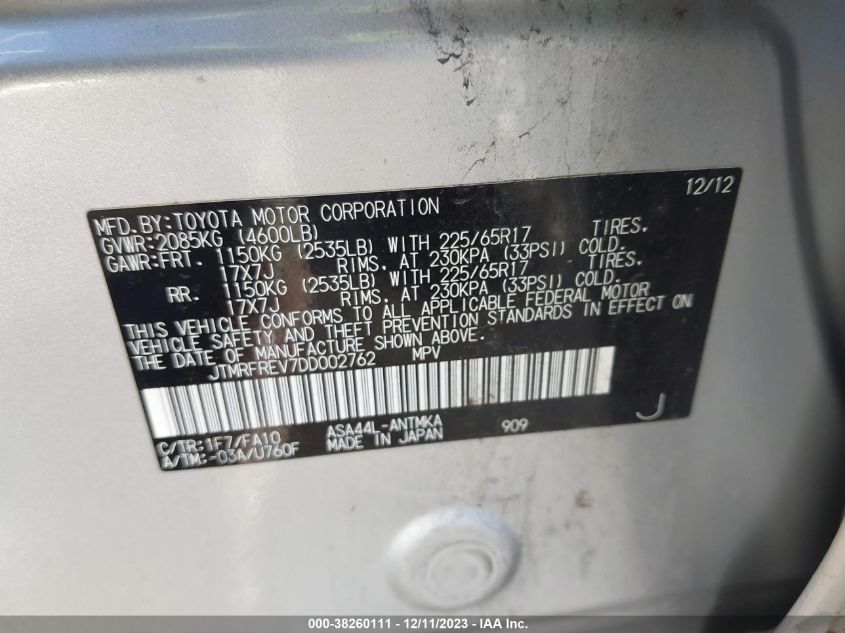 12/12
MFD. BY: TOYOTA MOTOR CORPORATION
GVWR: 2085KG (4600LB)
GAWR: FRT. 1150KG (2535LB) WITH 225/65R17 TIRES.
17X7J RIMS, AT 230KPA (33PSI) COLD.
RR. 1150KG (2535LB) WITH 225/65R17 TIRES.
17X7J RIMS, AT 230KPA (33PSI) COLD.
THIS VEHICLE CONFORMS TO ALL APPLICABLE FEDERAL MOTOR
VEHICLE SAFETY AND THEFT PREVENTION STANDARDS IN EFFECT ON
THE DATE OF MANUFACTURE SHOWN ABOVE.
JTMRFREV7DD002762 MPV
C/TR: 1F7/FA10 ASA44L-ANTMKA 909 J
A/TM: -03A/U760F MADE IN JAPAN
000-38260111 - 12/11/2023 - IAA Inc.